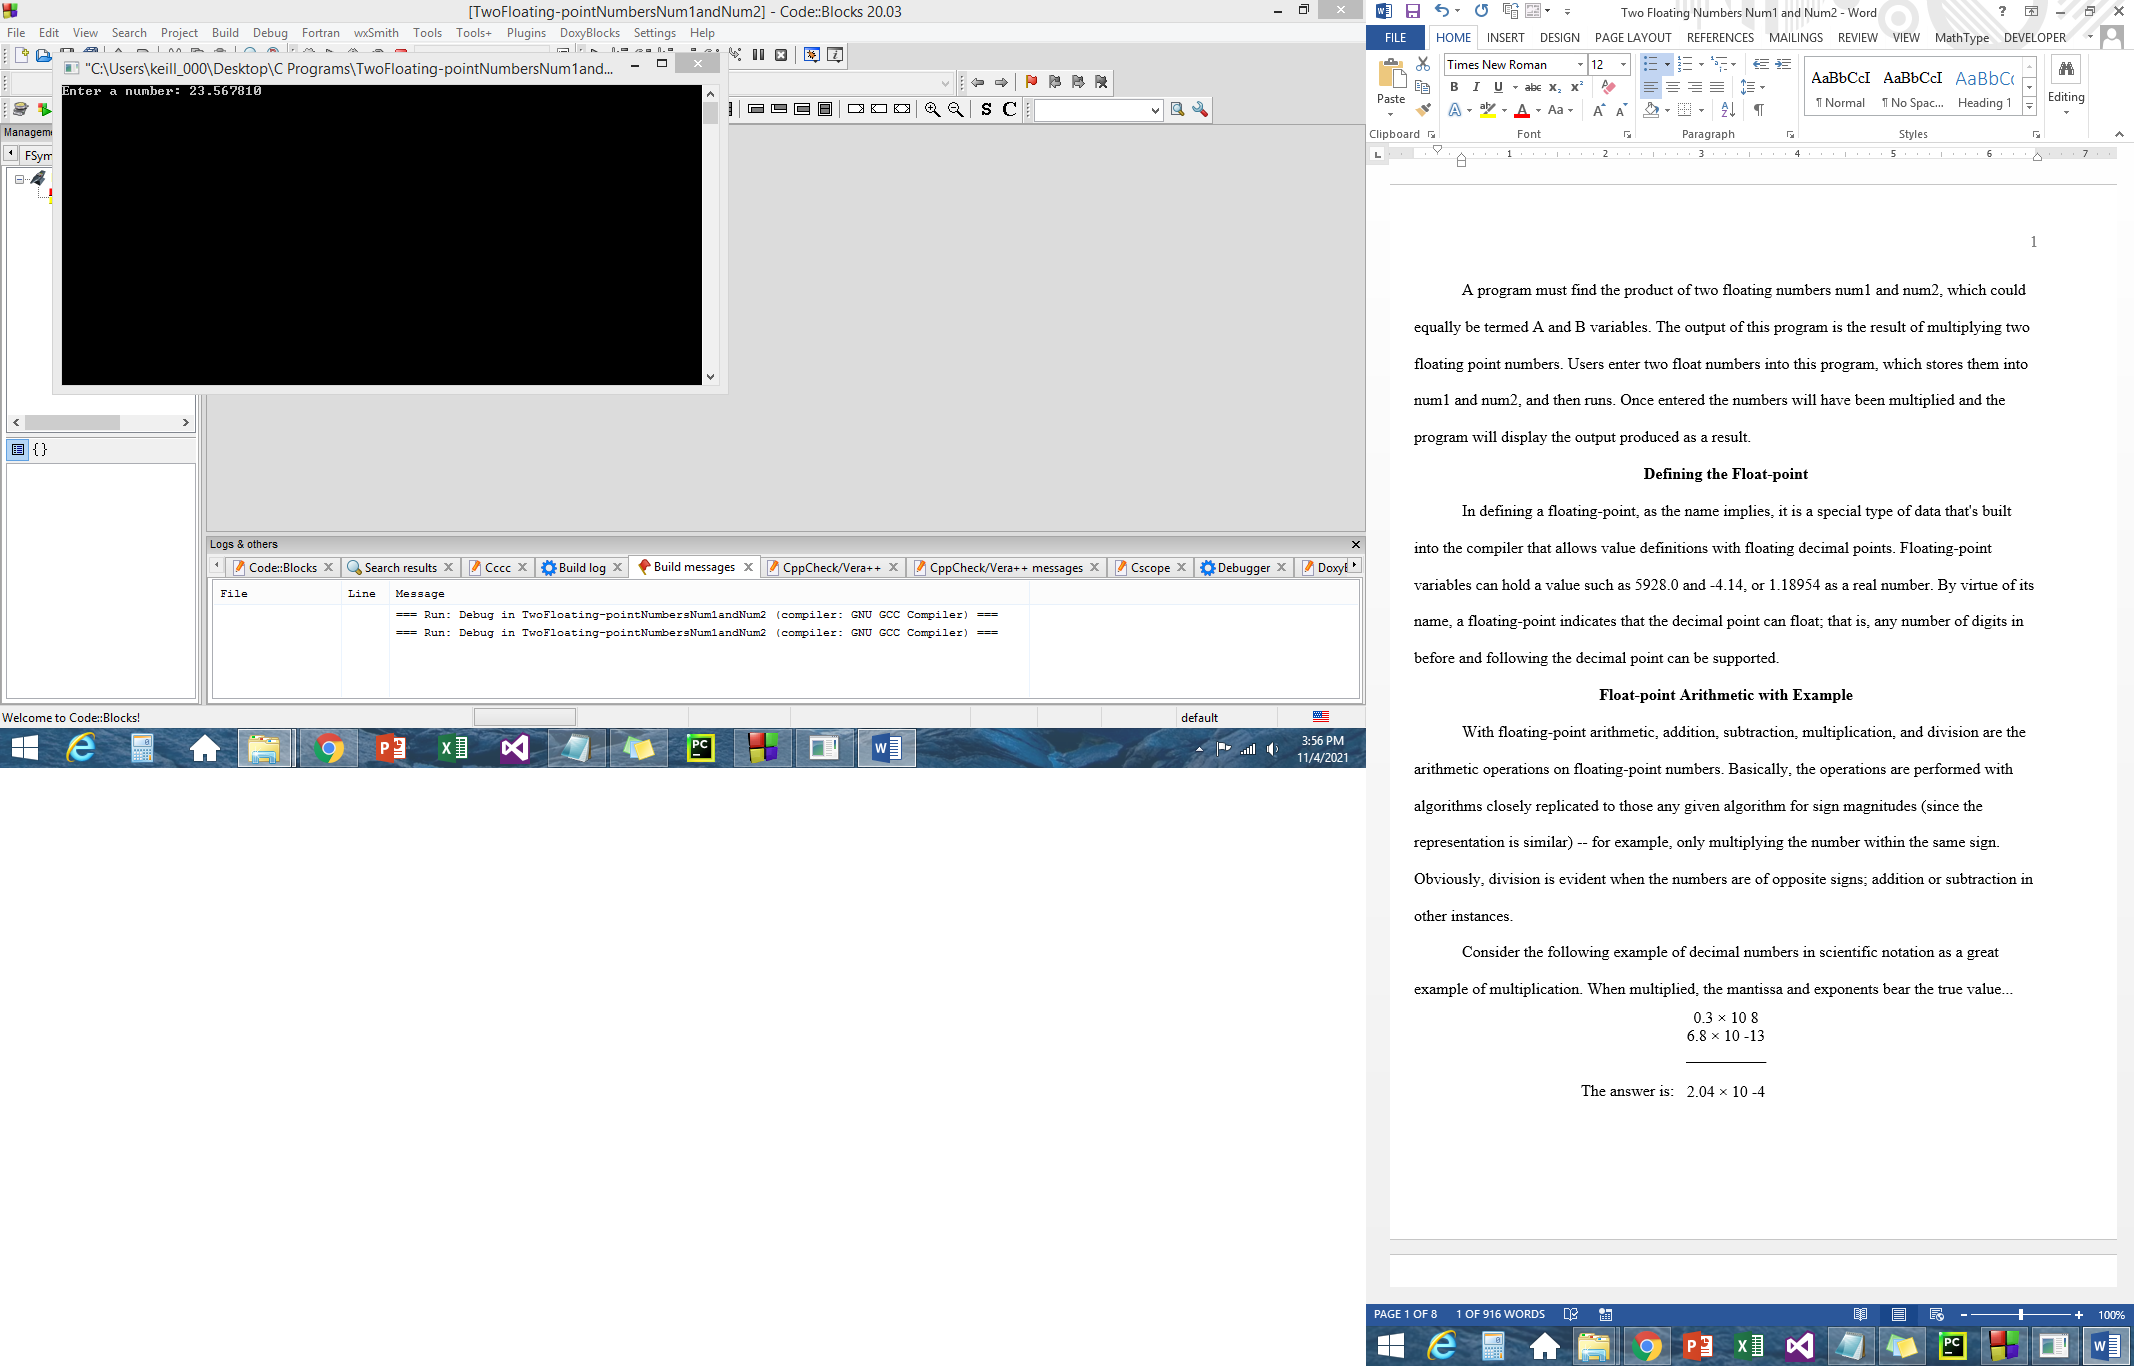 [TwoFloating-pointNumbersNum1andNum2] - Code::Blocks 20.03
File Edit View Search Project Build Debug Fortran wxSmith Tools Tools+ Plugins DoxyBlocks Settings Help
"C:\Users\keill_000\Desktop\C Programs\TwoFloating-pointNumbersNum1and...
Enter a number: 23.567810
S C
Manageme
FSym
{}
Logs & others
Code::Blocks Search results Cccc Build log Build messages CppCheck/Vera++ CppCheck/Vera++ messages Cscope Debugger DoxyB
File Line Message
=== Run: Debug in TwoFloating-pointNumbersNum1andNum2 (compiler: GNU GCC Compiler) ===
=== Run: Debug in TwoFloating-pointNumbersNum1andNum2 (compiler: GNU GCC Compiler) ===
Welcome to Code::Blocks! default
3:56 PM
11/4/2021
Two Floating Numbers Num1 and Num2 - Word
FILE HOME INSERT DESIGN PAGE LAYOUT REFERENCES MAILINGS REVIEW VIEW MathType DEVELOPER
Paste
Times New Roman 12
B I U abc x₂ x²
A A Aa A A
AaBbCcI AaBbCcI AaBbCc
¶ Normal ¶ No Spac... Heading 1
Editing
Clipboard Font Paragraph Styles
1 2 3 4 5 6 7
1
A program must find the product of two floating numbers num1 and num2, which could
equally be termed A and B variables. The output of this program is the result of multiplying two
floating point numbers. Users enter two float numbers into this program, which stores them into
num1 and num2, and then runs. Once entered the numbers will have been multiplied and the
program will display the output produced as a result.
Defining the Float-point
In defining a floating-point, as the name implies, it is a special type of data that's built
into the compiler that allows value definitions with floating decimal points. Floating-point
variables can hold a value such as 5928.0 and -4.14, or 1.18954 as a real number. By virtue of its
name, a floating-point indicates that the decimal point can float; that is, any number of digits in
before and following the decimal point can be supported.
Float-point Arithmetic with Example
With floating-point arithmetic, addition, subtraction, multiplication, and division are the
arithmetic operations on floating-point numbers. Basically, the operations are performed with
algorithms closely replicated to those any given algorithm for sign magnitudes (since the
representation is similar) -- for example, only multiplying the number within the same sign.
Obviously, division is evident when the numbers are of opposite signs; addition or subtraction in
other instances.
Consider the following example of decimal numbers in scientific notation as a great
example of multiplication. When multiplied, the mantissa and exponents bear the true value...
0.3 × 10 8
6.8 × 10 -13
The answer is: 2.04 × 10 -4
PAGE 1 OF 8 1 OF 916 WORDS 100%